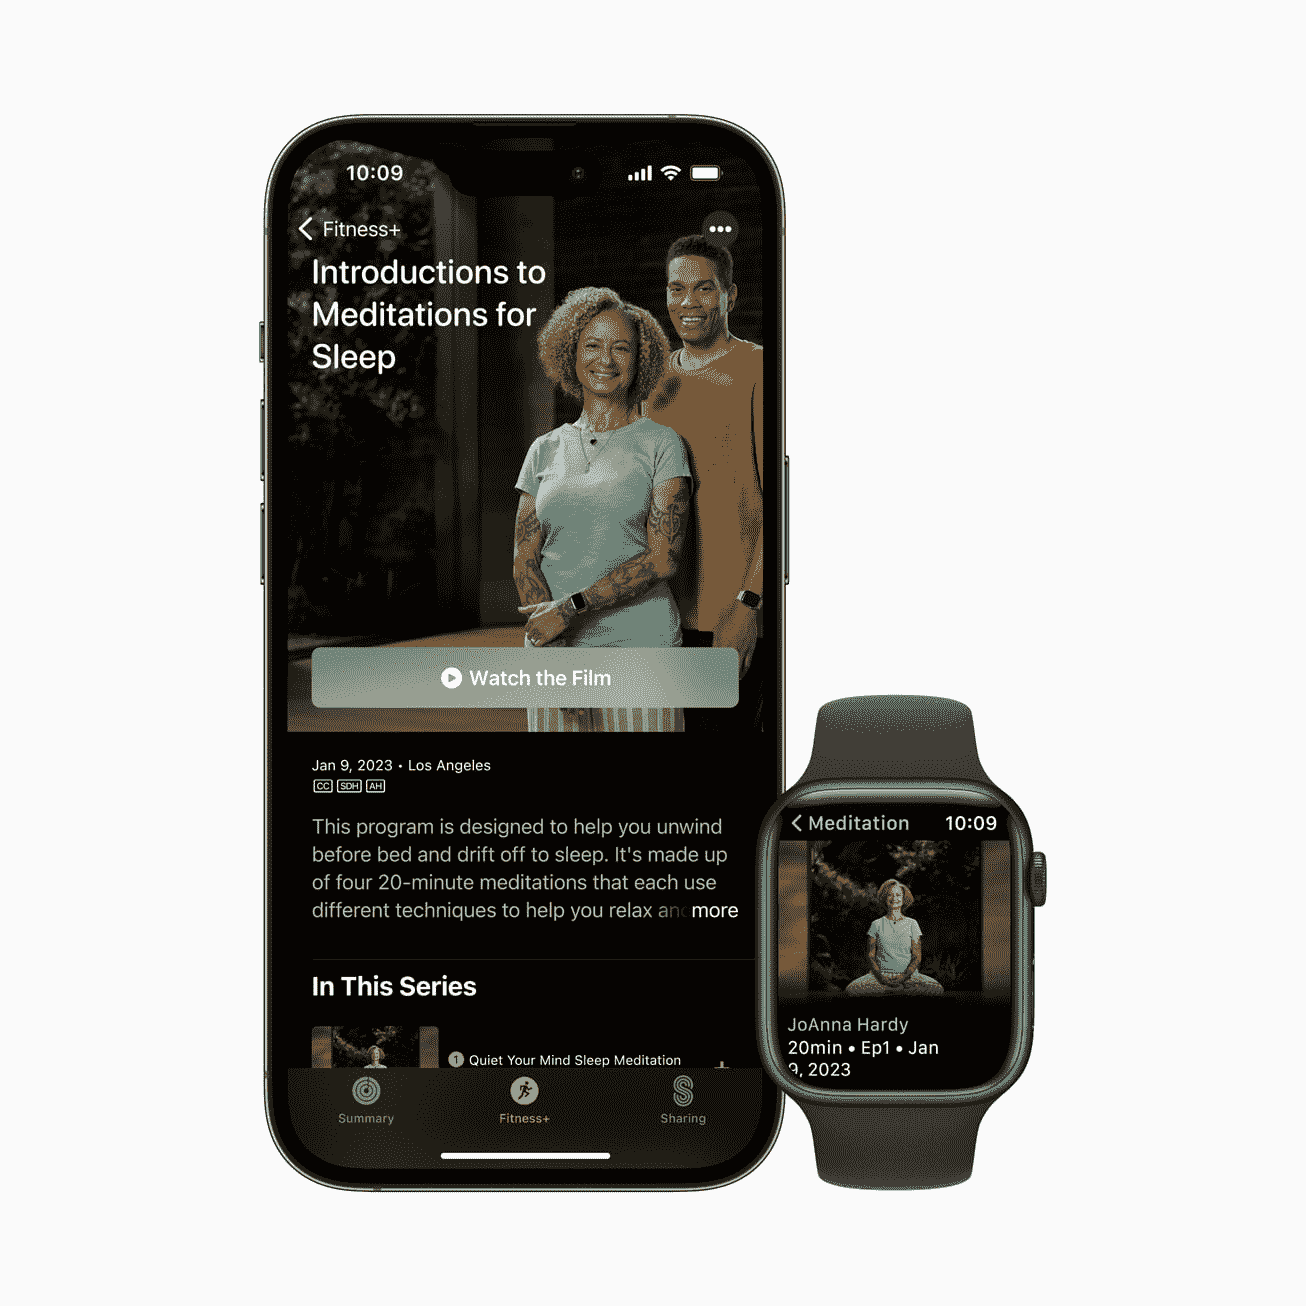 10:09
Fitness+
Introductions to
Meditations for
Sleep
Watch the Film
Jan 9, 2023 • Los Angeles
CC SDH AH
This program is designed to help you unwind
before bed and drift off to sleep. It's made up
of four 20-minute meditations that each use
different techniques to help you relax and more
In This Series
1 Quiet Your Mind Sleep Meditation
Summary
Fitness+
Sharing
Meditation 10:09
JoAnna Hardy
20min • Ep1 • Jan
9, 2023